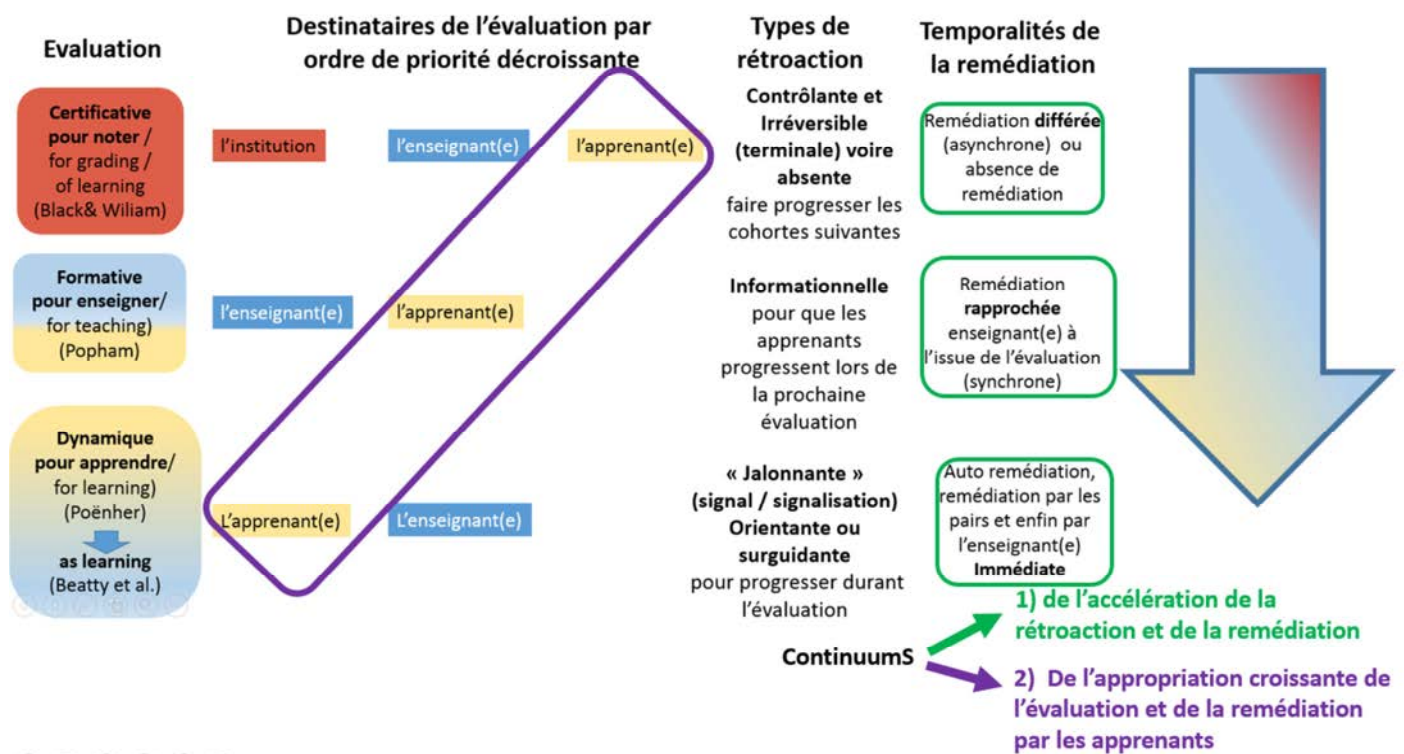 Evaluation
Destinataires de l'évaluation par
ordre de priorité décroissante
Types de
rétroaction
Temporalités de
la remédiation
Certificative
pour noter /
for grading /
of learning
(Black& Wiliam)
l'institution
l'enseignant(e)
l'apprenant(e)
Contrôlante et
Irréversible
(terminale) voire
absente
faire progresser les
cohortes suivantes
Remédiation différée
(asynchrone) ou
absence de
remédiation
Formative
pour enseigner/
for teaching)
(Popham)
l'enseignant(e)
l'apprenant(e)
Informationnelle
pour que les
apprenants
progressent lors de
la prochaine
évaluation
Remédiation
rapprochée
enseignant(e) à
l'issue de l'évaluation
(synchrone)
Dynamique
pour apprendre/
for learning)
(Poënher)
as learning
(Beatty et al.)
L'apprenant(e)
L'enseignant(e)
« Jalonnante »
(signal / signalisation)
Orientante ou
surguidante
pour progresser durant
l'évaluation
Auto remédiation,
remédiation par les
pairs et enfin par
l'enseignant(e)
Immédiate
ContinuumS
1) de l'accélération de la
rétroaction et de la remédiation
2) De l'appropriation croissante de
l'évaluation et de la remédiation
par les apprenants